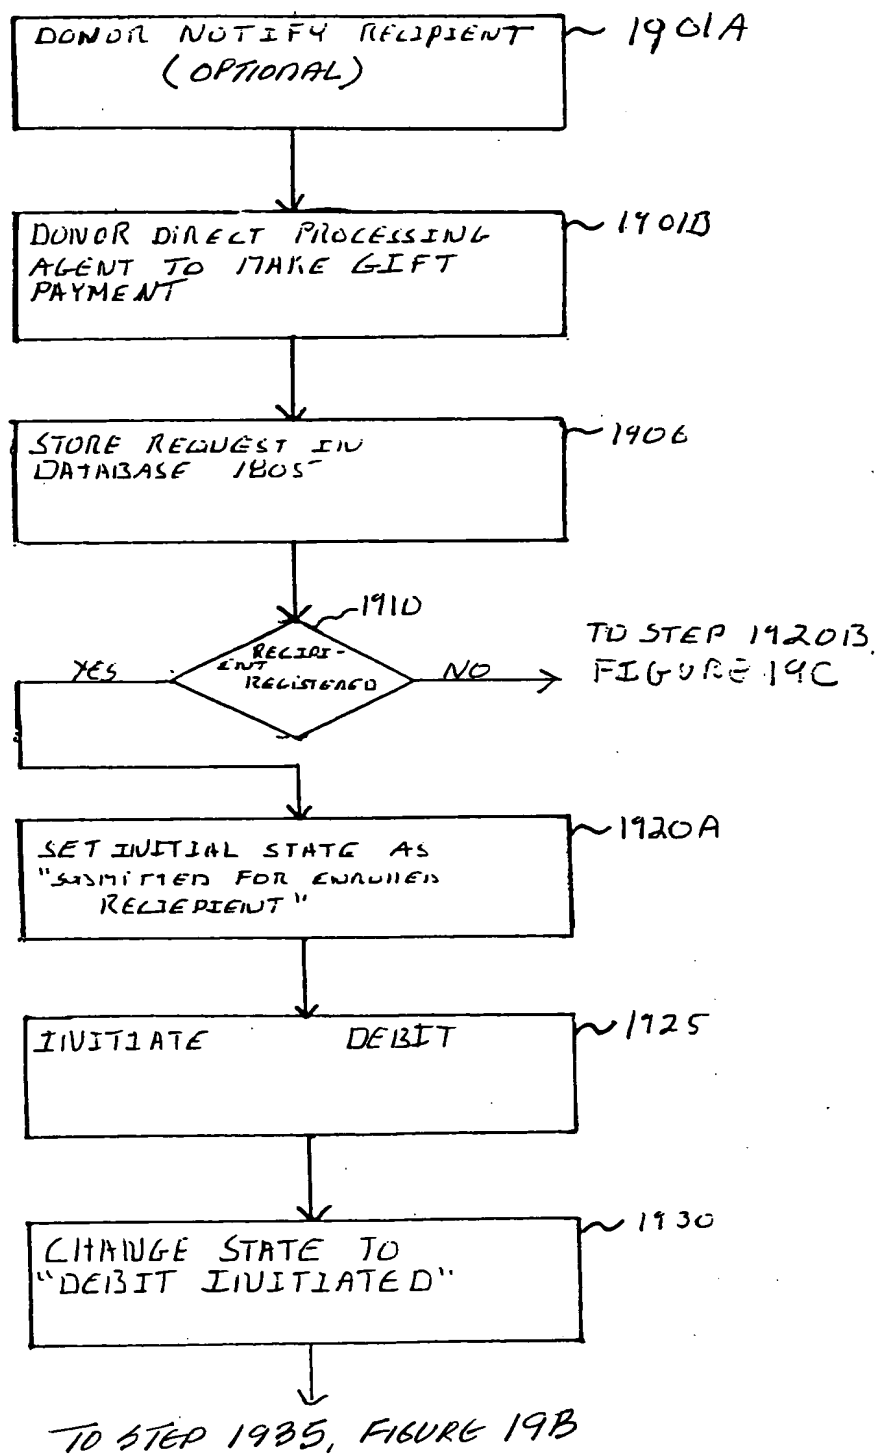 DONOR NOTIFY RECIPIENT
(OPTIONAL)
1901A
DONOR DIRECT PROCESSING
AGENT TO MAKE GIFT
PAYMENT
1901B
STORE REQUEST IN
DATABASE 1805
1906
1910
RECIPI-
ENT
REGISTERED
YES
NO
TO STEP 1920B,
FIGURE 19C
SET INITIAL STATE AS
"SUBMITTED FOR ENROLLED
RECIEPIENT"
1920A
INITIATE DEBIT
1925
CHANGE STATE TO
"DEBIT INITIATED"
1930
TO STEP 1935, FIGURE 19B